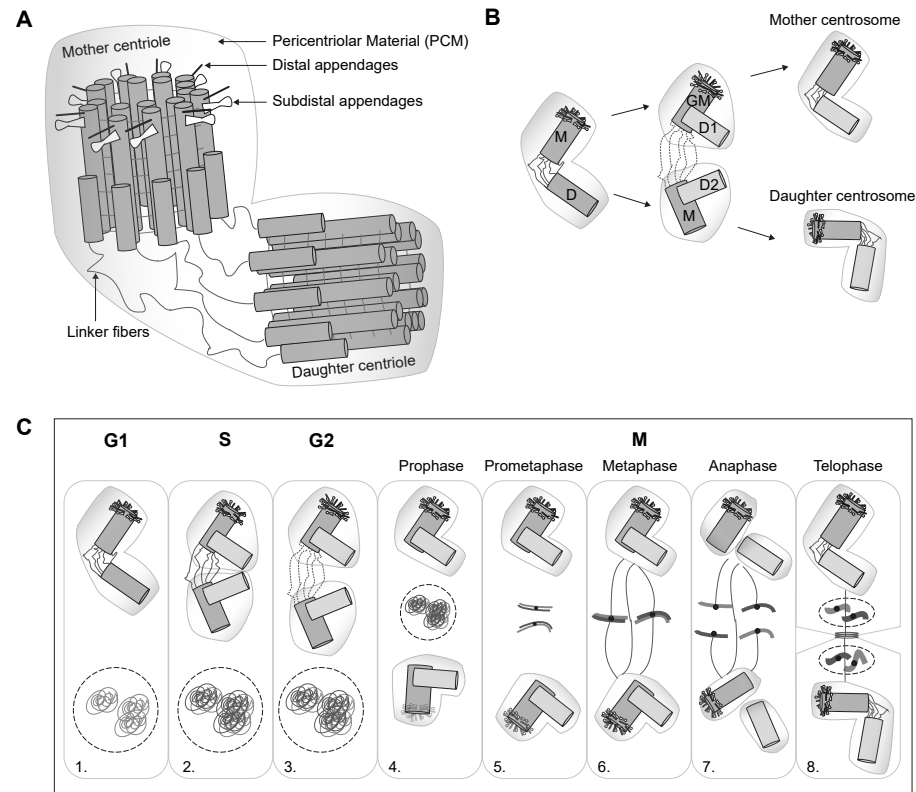 A
Mother centriole
Pericentriolar Material (PCM)
Distal appendages
Subdistal appendages
Linker fibers
Daughter centriole
B
Mother centrosome
M
D
GM
D1
D2
M
Daughter centrosome
C
G1
S
G2
M
Prophase
Prometaphase
Metaphase
Anaphase
Telophase
1.
2.
3.
4.
5.
6.
7.
8.